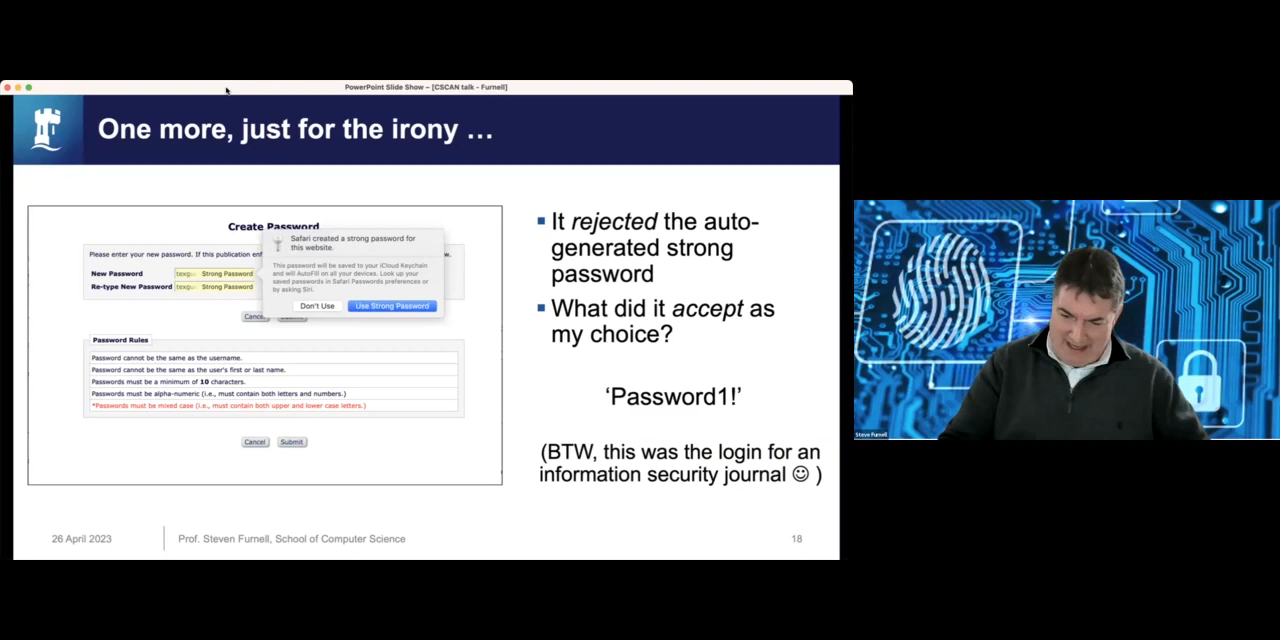 PowerPoint Slide Show – [CSCAN talk - Furnell]
One more, just for the irony ...
Create Password
Please enter your new password. If this publication enf
w.
New Password
texgu
Strong Password
Re-type New Password
texgu
Strong Password
Safari created a strong password for
this website.
This password will be saved to your iCloud Keychain
and will AutoFill on all your devices. Look up your
saved passwords in Safari Passwords preferences or
by asking Siri.
Don't Use
Use Strong Password
Cancel
Password Rules
Password cannot be the same as the username.
Password cannot be the same as the user's first or last name.
Passwords must be a minimum of 10 characters.
Passwords must be alpha-numeric (i.e., must contain both letters and numbers.)
*Passwords must be mixed case (i.e., must contain both upper and lower case letters.)
Cancel
Submit
▪ It rejected the auto-
generated strong
password
▪ What did it accept as
my choice?
‘Password1!’
(BTW, this was the login for an
information security journal ☺ )
26 April 2023
Prof. Steven Furnell, School of Computer Science
18
Steve Furnell